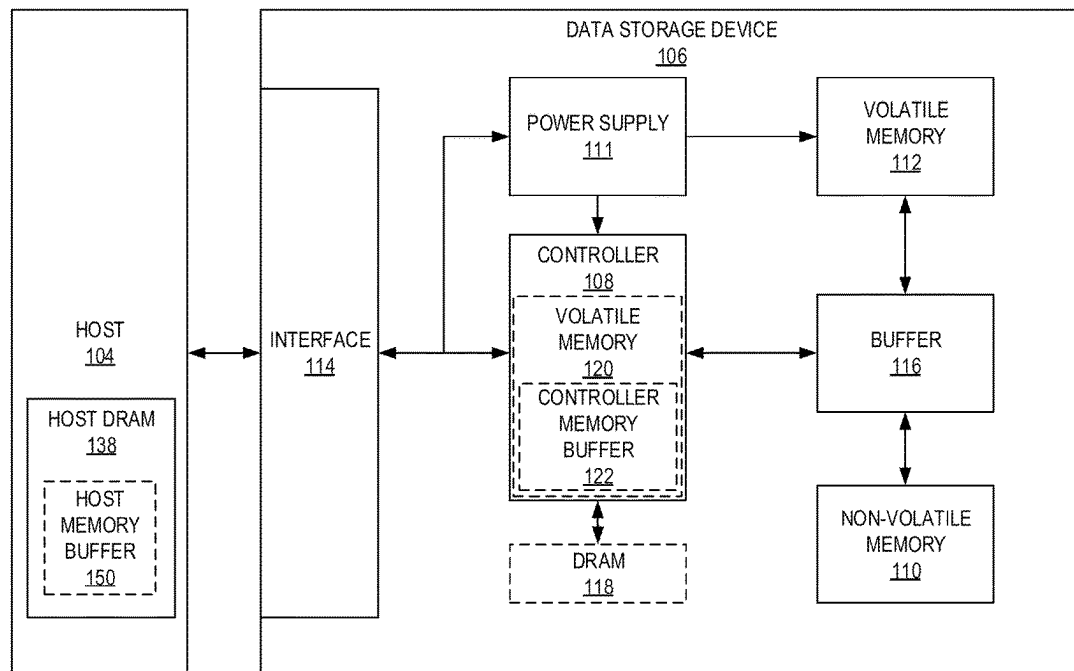 DATA STORAGE DEVICE
106
POWER SUPPLY
111
VOLATILE
MEMORY
112
CONTROLLER
108
VOLATILE
MEMORY
120
CONTROLLER
MEMORY
BUFFER
122
HOST
104
INTERFACE
114
BUFFER
116
HOST DRAM
138
HOST
MEMORY
BUFFER
150
DRAM
118
NON-VOLATILE
MEMORY
110